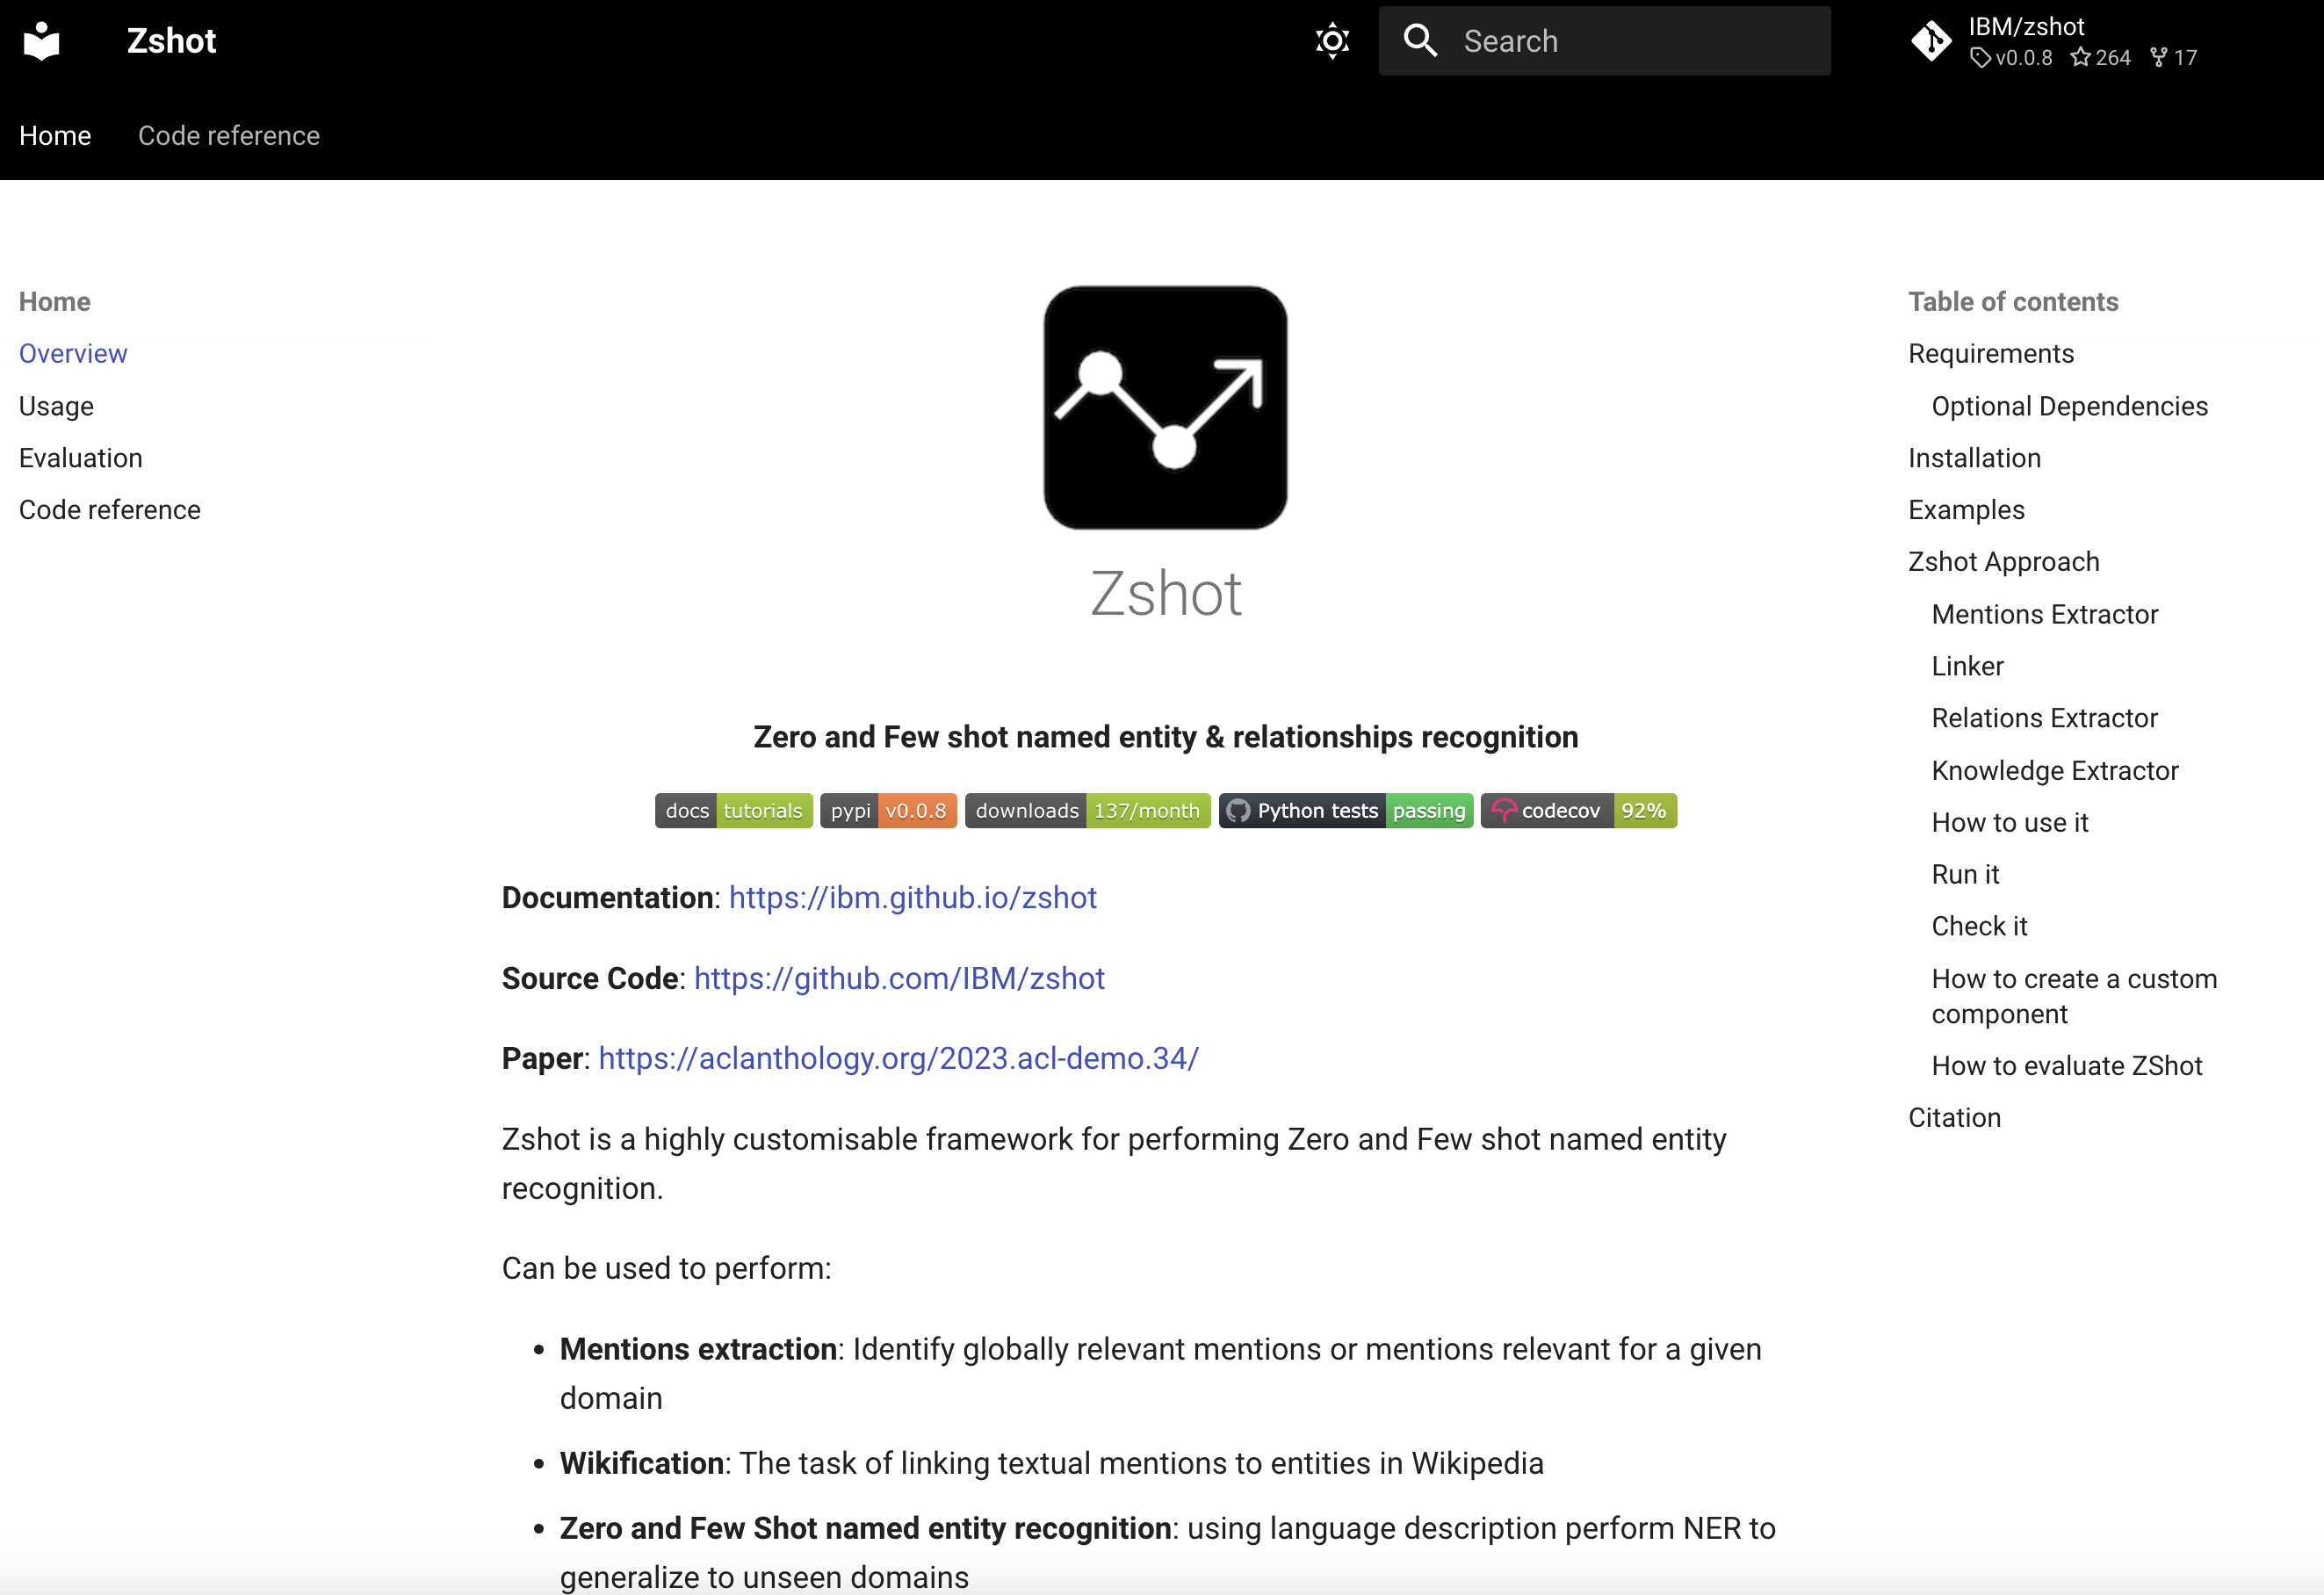 Zshot
Search
IBM/zshot
v0.0.8 264 17
Home Code reference
Home
Overview
Usage
Evaluation
Code reference
Zshot
Zero and Few shot named entity & relationships recognition
docs tutorials pypi v0.0.8 downloads 137/month Python tests passing codecov 92%
Documentation: https://ibm.github.io/zshot
Source Code: https://github.com/IBM/zshot
Paper: https://aclanthology.org/2023.acl-demo.34/
Zshot is a highly customisable framework for performing Zero and Few shot named entity
recognition.
Can be used to perform:
• Mentions extraction: Identify globally relevant mentions or mentions relevant for a given
domain
• Wikification: The task of linking textual mentions to entities in Wikipedia
• Zero and Few Shot named entity recognition: using language description perform NER to
generalize to unseen domains
Table of contents
Requirements
Optional Dependencies
Installation
Examples
Zshot Approach
Mentions Extractor
Linker
Relations Extractor
Knowledge Extractor
How to use it
Run it
Check it
How to create a custom
component
How to evaluate ZShot
Citation